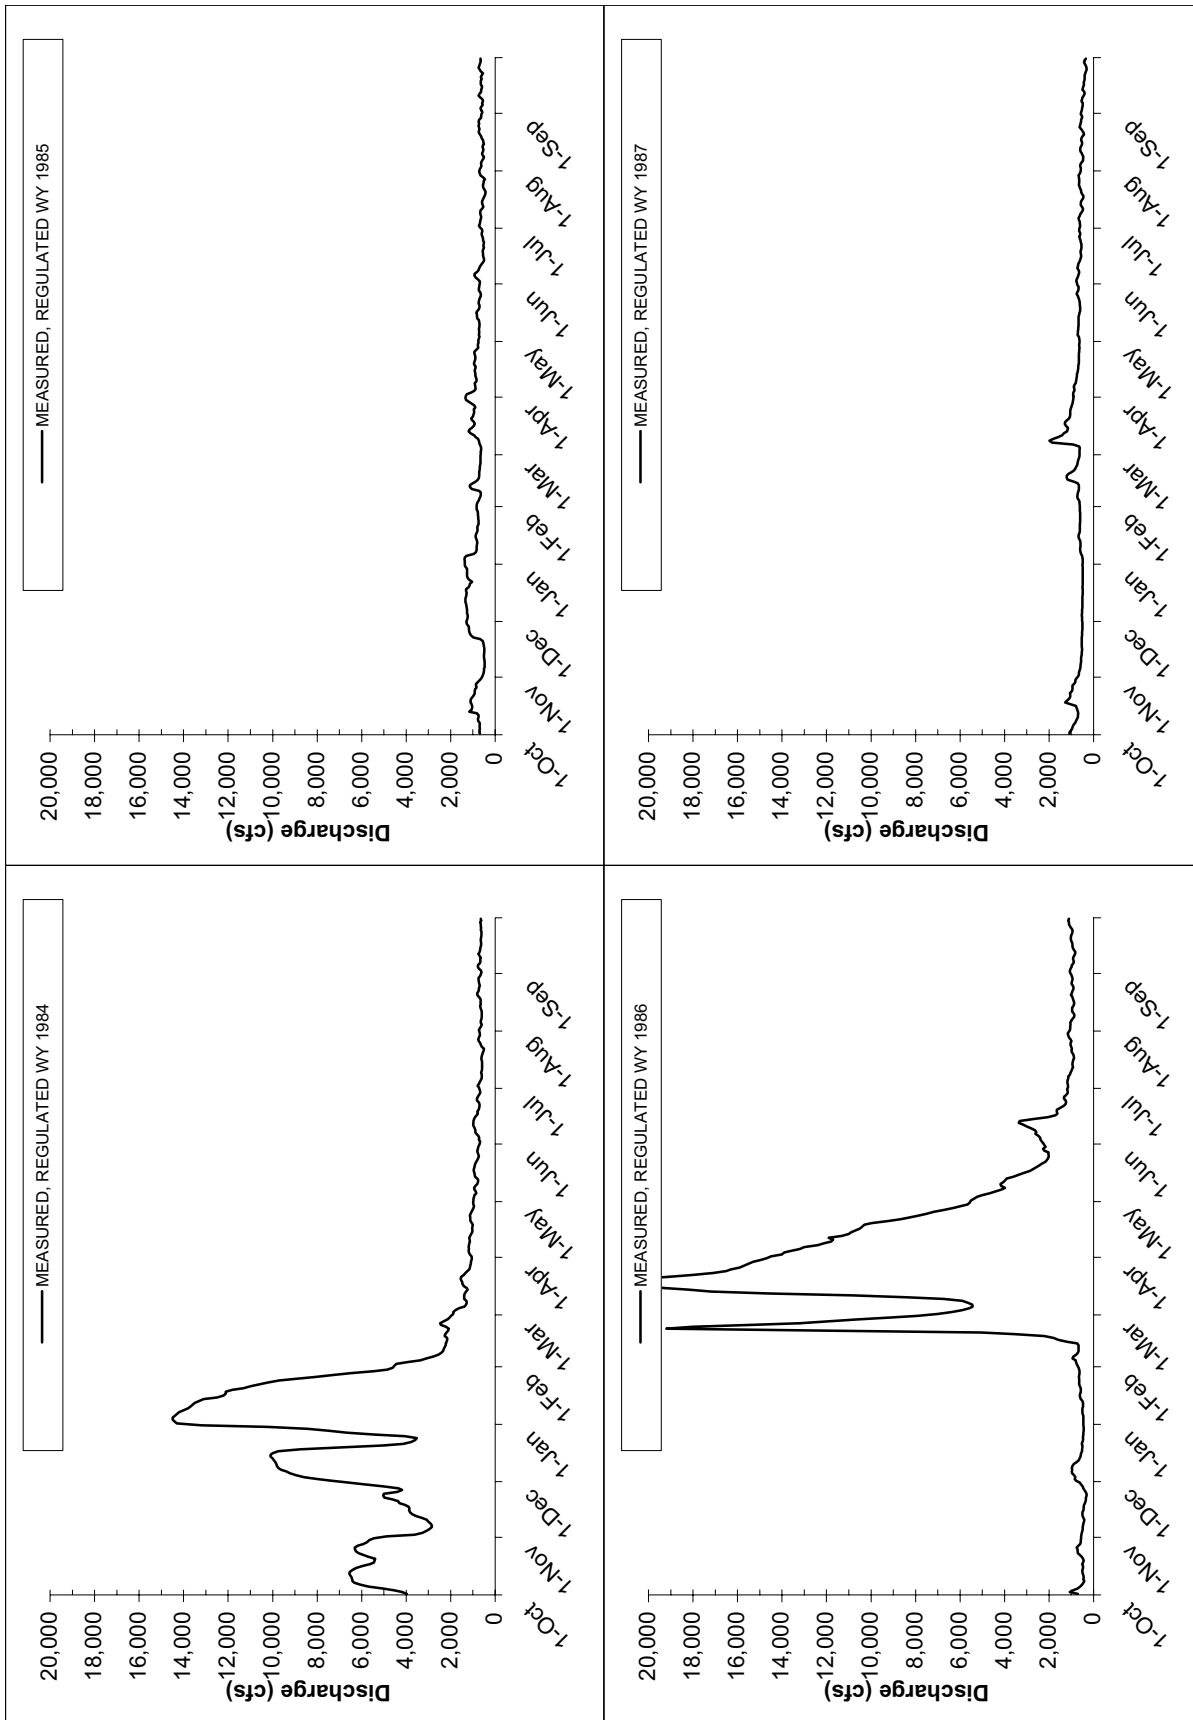 MEASURED, REGULATED WY 1984
Discharge (cfs)
20,000
18,000
16,000
14,000
12,000
10,000
8,000
6,000
4,000
2,000
0
1-Oct
1-Nov
1-Dec
1-Jan
1-Feb
1-Mar
1-Apr
1-May
1-Jun
1-Jul
1-Aug
1-Sep
MEASURED, REGULATED WY 1985
Discharge (cfs)
20,000
18,000
16,000
14,000
12,000
10,000
8,000
6,000
4,000
2,000
0
1-Oct
1-Nov
1-Dec
1-Jan
1-Feb
1-Mar
1-Apr
1-May
1-Jun
1-Jul
1-Aug
1-Sep
MEASURED, REGULATED WY 1986
Discharge (cfs)
20,000
18,000
16,000
14,000
12,000
10,000
8,000
6,000
4,000
2,000
0
1-Oct
1-Nov
1-Dec
1-Jan
1-Feb
1-Mar
1-Apr
1-May
1-Jun
1-Jul
1-Aug
1-Sep
MEASURED, REGULATED WY 1987
Discharge (cfs)
20,000
18,000
16,000
14,000
12,000
10,000
8,000
6,000
4,000
2,000
0
1-Oct
1-Nov
1-Dec
1-Jan
1-Feb
1-Mar
1-Apr
1-May
1-Jun
1-Jul
1-Aug
1-Sep